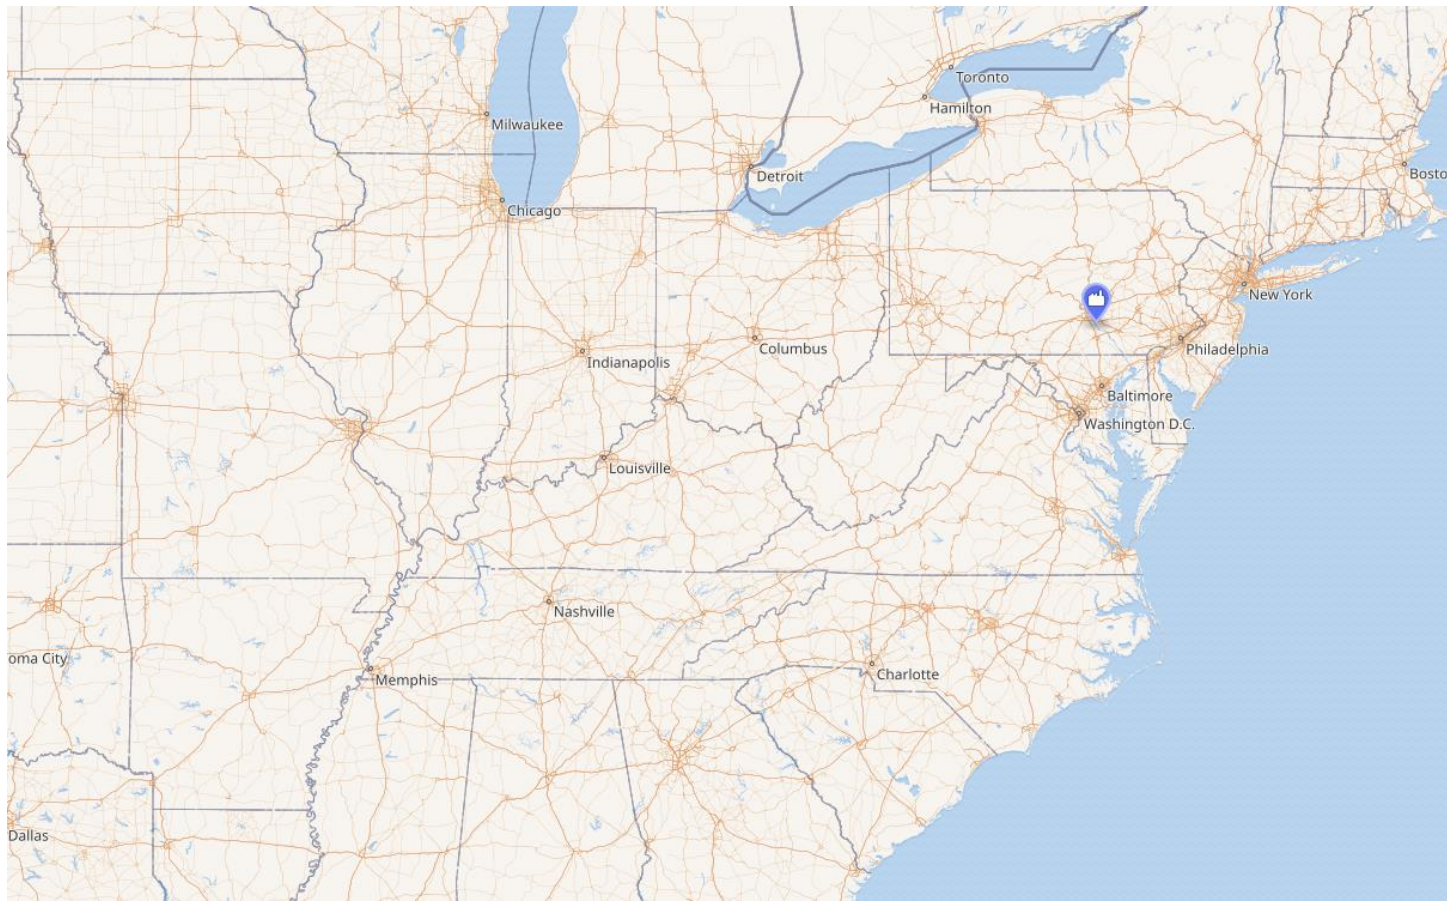 Toronto
Hamilton
Milwaukee
Detroit
Boston
Chicago
New York
Columbus
Philadelphia
Indianapolis
Baltimore
Washington D.C.
Louisville
Nashville
oma City
Charlotte
Memphis
Dallas